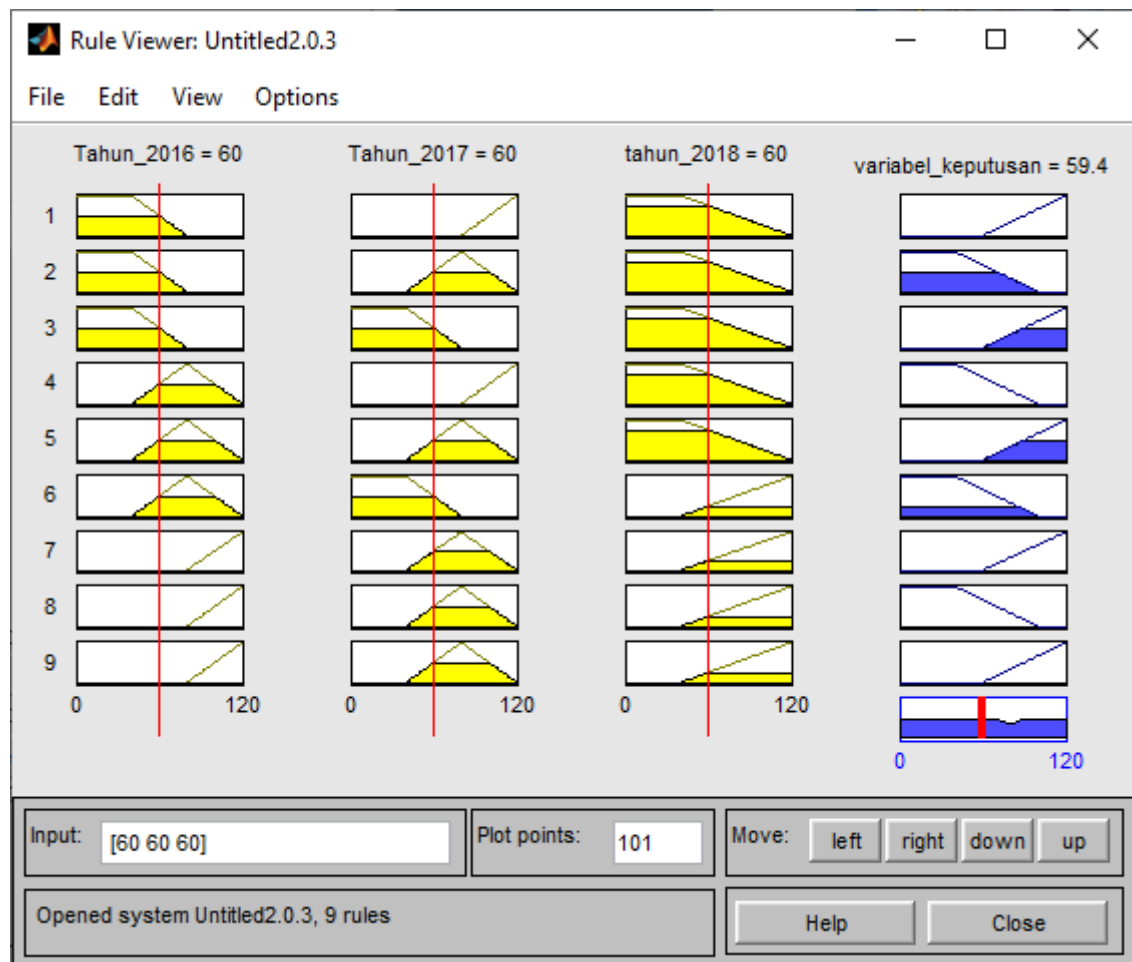 Rule Viewer: Untitled2.0.3
File Edit View Options
Tahun_2016 = 60 Tahun_2017 = 60 tahun_2018 = 60 variabel_keputusan = 59.4
1
2
3
4
5
6
7
8
9
0 120 0 120 0 120
0 120
Input: [60 60 60] Plot points: 101 Move: left right down up
Opened system Untitled2.0.3, 9 rules Help Close